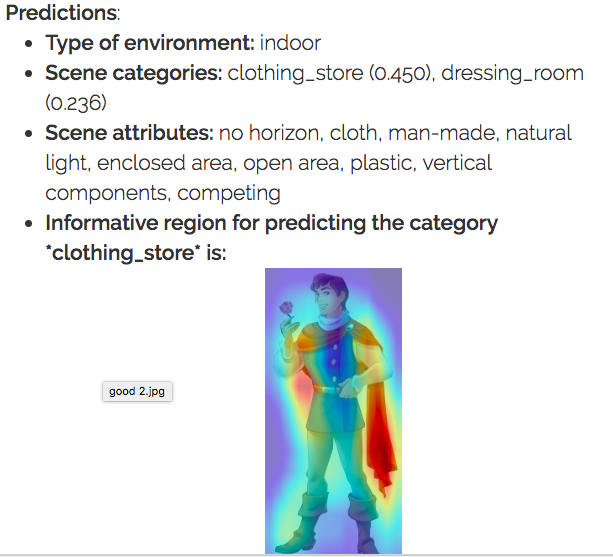 Predictions:
• Type of environment: indoor
• Scene categories: clothing_store (0.450), dressing_room
(0.236)
• Scene attributes: no horizon, cloth, man-made, natural
light, enclosed area, open area, plastic, vertical
components, competing
• Informative region for predicting the category
*clothing_store* is:
good 2.jpg